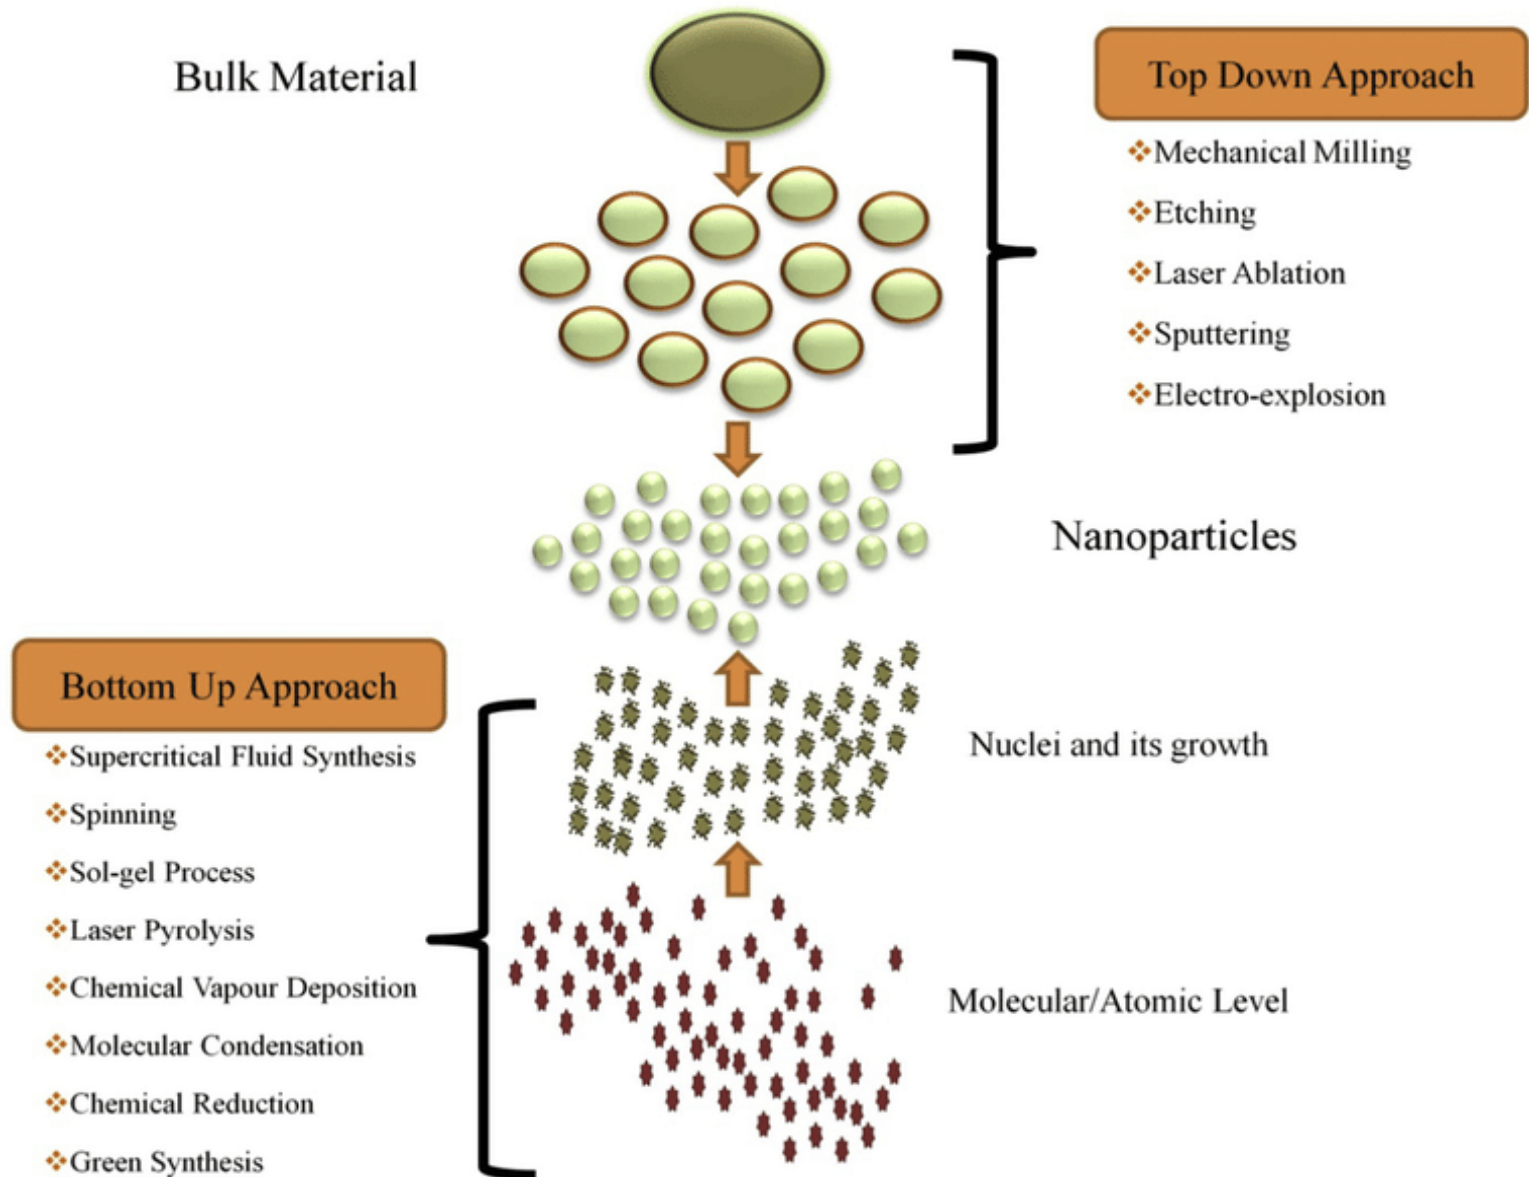 Bulk Material
Top Down Approach
Mechanical Milling
Etching
Laser Ablation
Sputtering
Electro-explosion
Nanoparticles
Bottom Up Approach
Supercritical Fluid Synthesis
Spinning
Sol-gel Process
Laser Pyrolysis
Chemical Vapour Deposition
Molecular Condensation
Chemical Reduction
Green Synthesis
Nuclei and its growth
Molecular/Atomic Level